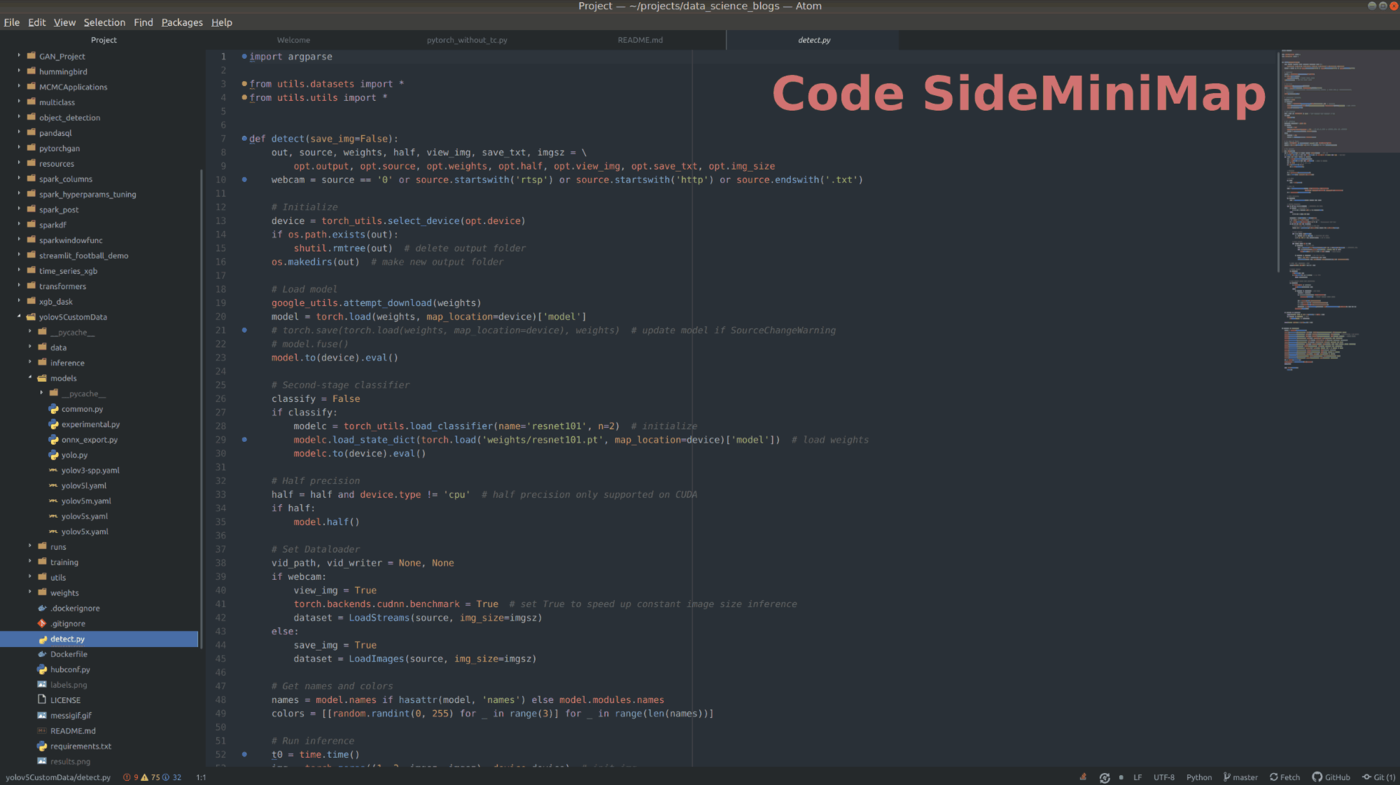 Project — ~/projects/data_science_blogs — Atom
File Edit View Selection Find Packages Help
Project
Welcome
pytorch_without_tc.py
README.md
detect.py
GAN_Project
hummingbird
MCMCApplications
multiclass
object_detection
pandasql
pytorchgan
resources
spark_columns
spark_hyperparams_tuning
spark_post
sparkdf
sparkwindowfunc
streamlit_football_demo
time_series_xgb
transformers
xgb_dask
yolov5CustomData
__pycache__
data
inference
models
__pycache__
common.py
experimental.py
onnx_export.py
yolo.py
yolov3-spp.yaml
yolov5l.yaml
yolov5m.yaml
yolov5s.yaml
yolov5x.yaml
runs
training
utils
weights
.dockerignore
.gitignore
detect.py
Dockerfile
hubconf.py
labels.png
LICENSE
messigif.gif
README.md
requirements.txt
results.png
Code SideMiniMap
1 import argparse
2
3 from utils.datasets import *
4 from utils.utils import *
5
6
7 def detect(save_img=False):
8 out, source, weights, half, view_img, save_txt, imgsz = \
9 opt.output, opt.source, opt.weights, opt.half, opt.view_img, opt.save_txt, opt.img_size
10 webcam = source == '0' or source.startswith('rtsp') or source.startswith('http') or source.endswith('.txt')
11
12 # Initialize
13 device = torch_utils.select_device(opt.device)
14 if os.path.exists(out):
15 shutil.rmtree(out) # delete output folder
16 os.makedirs(out) # make new output folder
17
18 # Load model
19 google_utils.attempt_download(weights)
20 model = torch.load(weights, map_location=device)['model']
21 # torch.save(torch.load(weights, map_location=device), weights) # update model if SourceChangeWarning
22 # model.fuse()
23 model.to(device).eval()
24
25 # Second-stage classifier
26 classify = False
27 if classify:
28 modelc = torch_utils.load_classifier(name='resnet101', n=2) # initialize
29 modelc.load_state_dict(torch.load('weights/resnet101.pt', map_location=device)['model']) # load weights
30 modelc.to(device).eval()
31
32 # Half precision
33 half = half and device.type != 'cpu' # half precision only supported on CUDA
34 if half:
35 model.half()
36
37 # Set Dataloader
38 vid_path, vid_writer = None, None
39 if webcam:
40 view_img = True
41 torch.backends.cudnn.benchmark = True # set True to speed up constant image size inference
42 dataset = LoadStreams(source, img_size=imgsz)
43 else:
44 save_img = True
45 dataset = LoadImages(source, img_size=imgsz)
46
47 # Get names and colors
48 names = model.names if hasattr(model, 'names') else model.modules.names
49 colors = [[random.randint(0, 255) for _ in range(3)] for _ in range(len(names))]
50
51 # Run inference
52 t0 = time.time()
yolov5CustomData/detect.py 9 75 32 1:1
LF UTF-8 Python master Fetch GitHub Git (1)